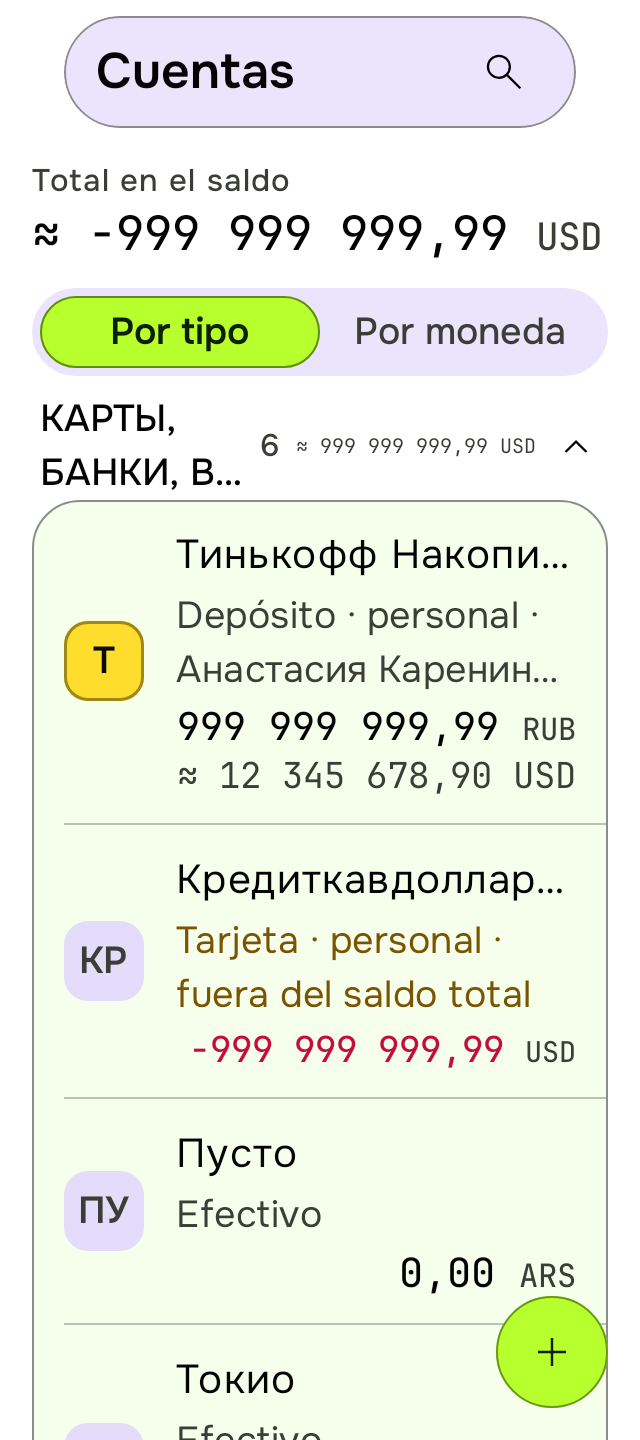 Cuentas
Total en el saldo
≈ -999 999 999,99 USD
Por tipo
Por moneda
КАРТЫ,
БАНКИ, В...
6 ≈ 999 999 999,99 USD
Тинькофф Накопи...
Depósito · personal ·
Анастасия Каренин...
T
999 999 999,99 RUB
≈ 12 345 678,90 USD
Кредиткавдоллар...
Tarjeta · personal ·
КР
fuera del saldo total
-999 999 999,99 USD
Пусто
ПУ
Efectivo
0,00 ARS
+
Токио
Efectivo